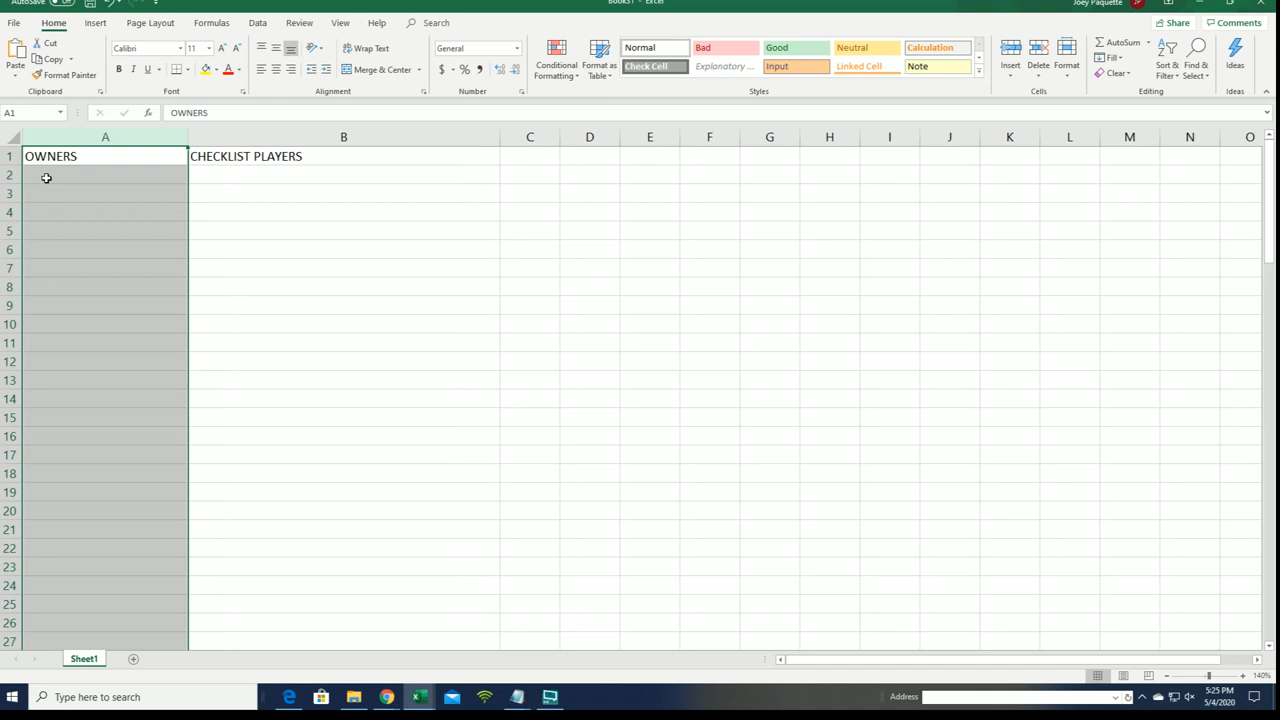 AutoSave Off Book31 - Excel Joey Paquette JP
File Home Insert Page Layout Formulas Data Review View Help Search Share Comments
Paste Cut Copy Format Painter Clipboard
Calibri 11 A A B I U A Font
Wrap Text Merge & Center Alignment
General $ % , Number
Conditional Formatting Format as Table
Normal Bad Good Neutral Calculation
Check Cell Explanatory ... Input Linked Cell Note
Styles
Insert Delete Format Cells
AutoSum Fill Clear Sort & Filter Find & Select Editing
Ideas Ideas
A1 fx OWNERS
A B C D E F G H I J K L M N O
1 OWNERS CHECKLIST PLAYERS
2
3
4
5
6
7
8
9
10
11
12
13
14
15
16
17
18
19
20
21
22
23
24
25
26
27
Sheet1
140%
Type here to search Address 5:25 PM
5/4/2020